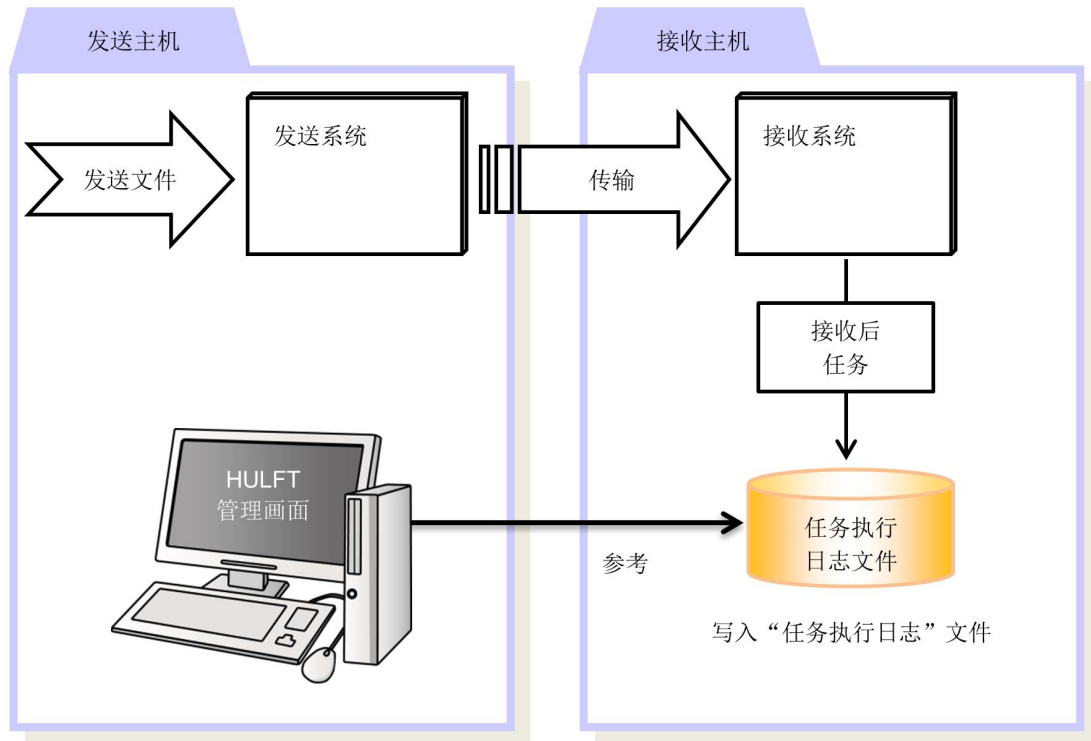 发送主机
接收主机
发送文件
发送系统
传输
接收系统
接收后
任务
HULFT
管理画面
参考
任务执行
日志文件
写入“任务执行日志”文件